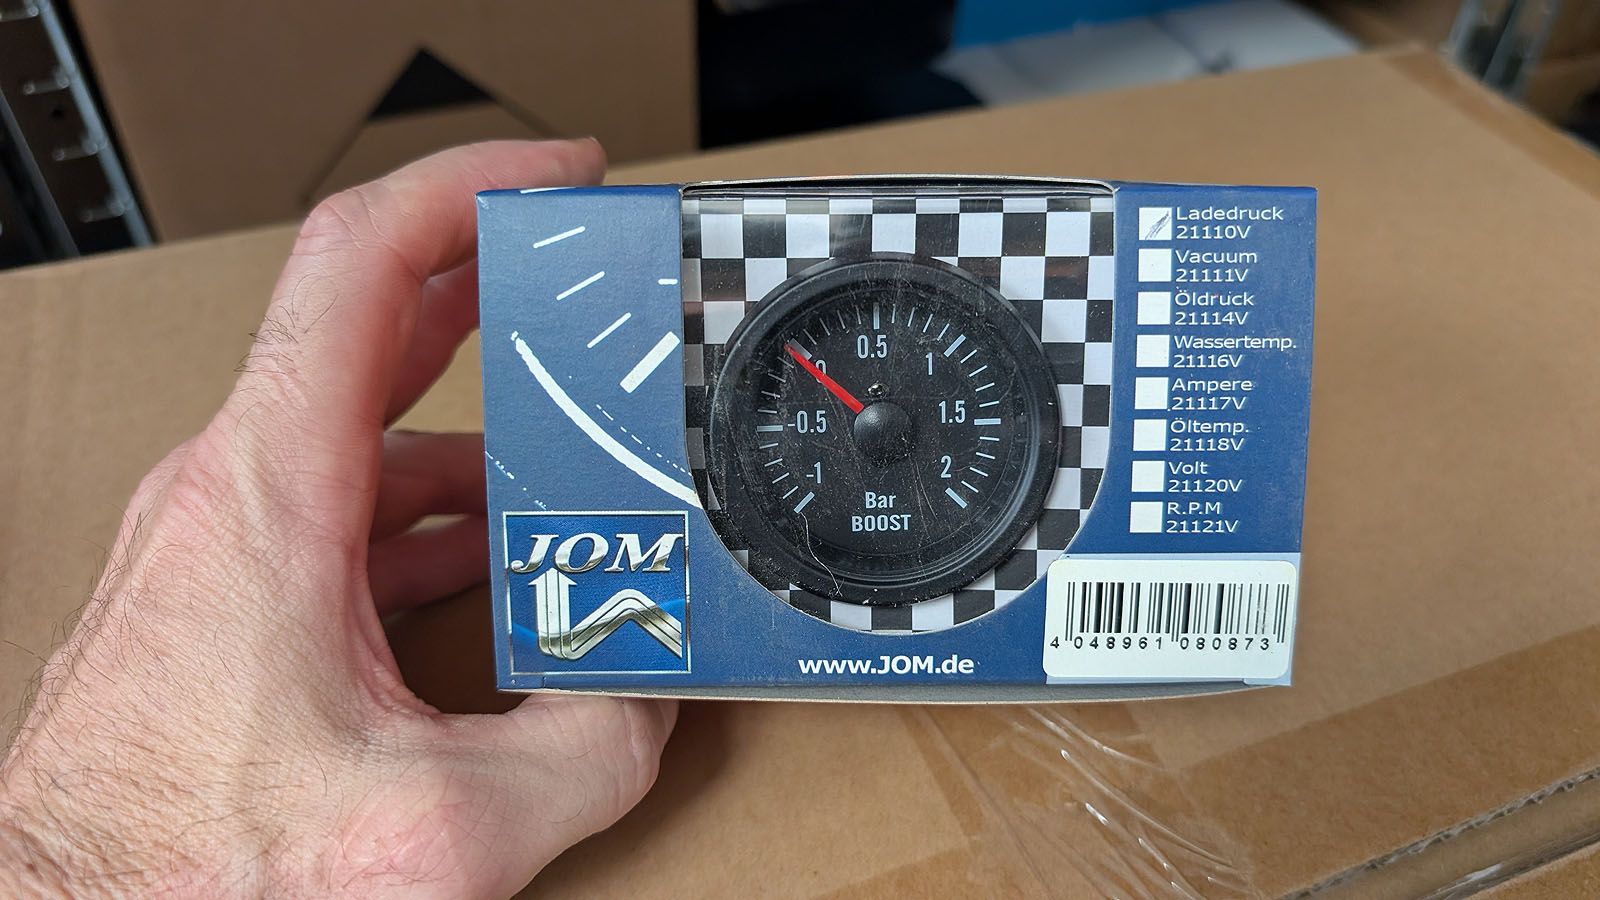 0.5
0
1
-0.5
1.5
-1
2
Bar
BOOST
JOM
www.JOM.de
Ladedruck
21110V
Vacuum
21111V
Öldruck
21114V
Wassertemp.
21116V
Ampere
21117V
Öltemp.
21118V
Volt
21120V
R.P.M
21121V
4 048961 080873